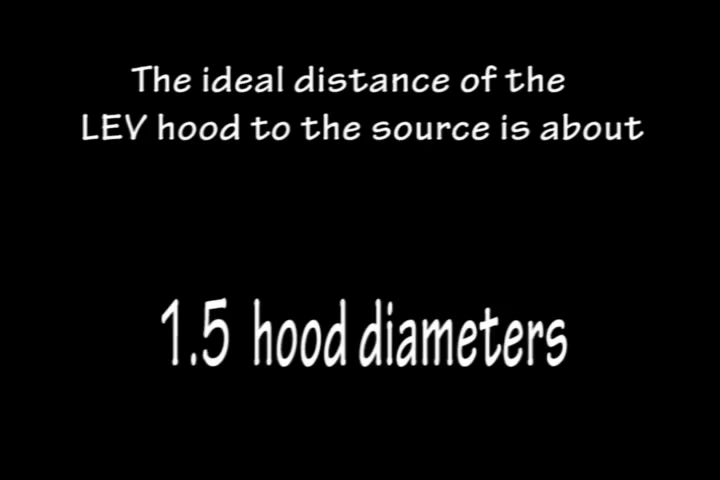 The ideal distance of the
LEV hood to the source is about
1.5 hood diameters